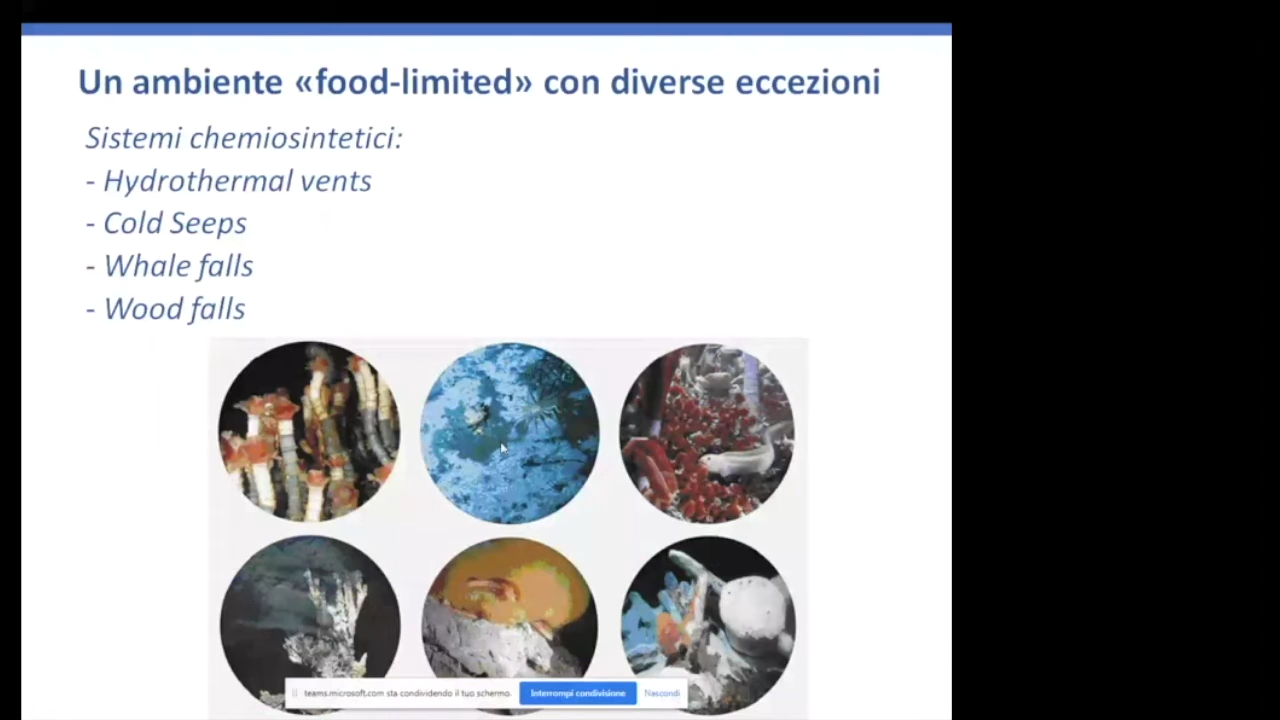 Un ambiente «food-limited» con diverse eccezioni
Sistemi chemiosintetici:
- Hydrothermal vents
- Cold Seeps
- Whale falls
- Wood falls
teams.microsoft.com sta condividendo il tuo schermo.
Interrompi condivisione
Nascondi